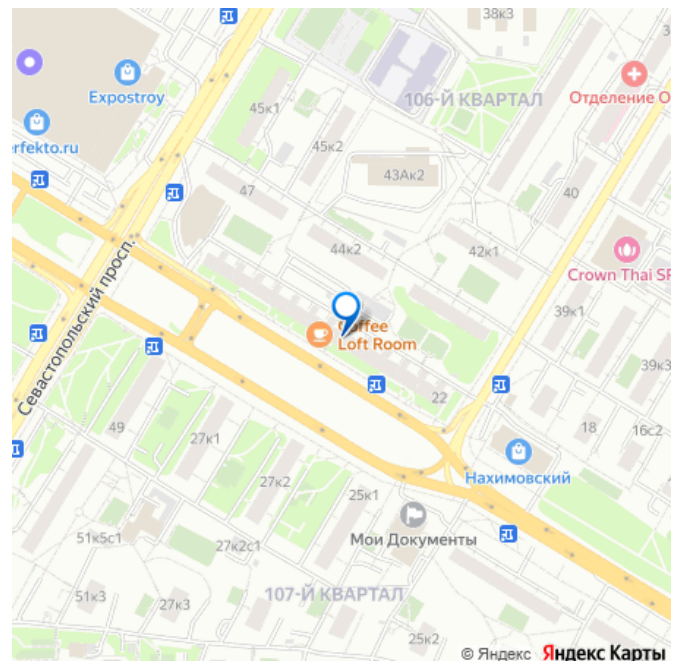 38к3
3
106-Й КВАРТАЛ
Отделение О
Expostroy
erfekto.ru
45к1
45к2
43Ак2
40
47
44к2
42к1
Crown Thai SP
Севастопольский просп.
39к1
Coffee
Loft Room
39к3
22
18
16с2
49
27к1
Нахимовский
27к2
25к1
Мои Документы
51к5с1
27к2с1
107-Й КВАРТАЛ
51к3
27к3
25к2
© Яндекс Яндекс Карты